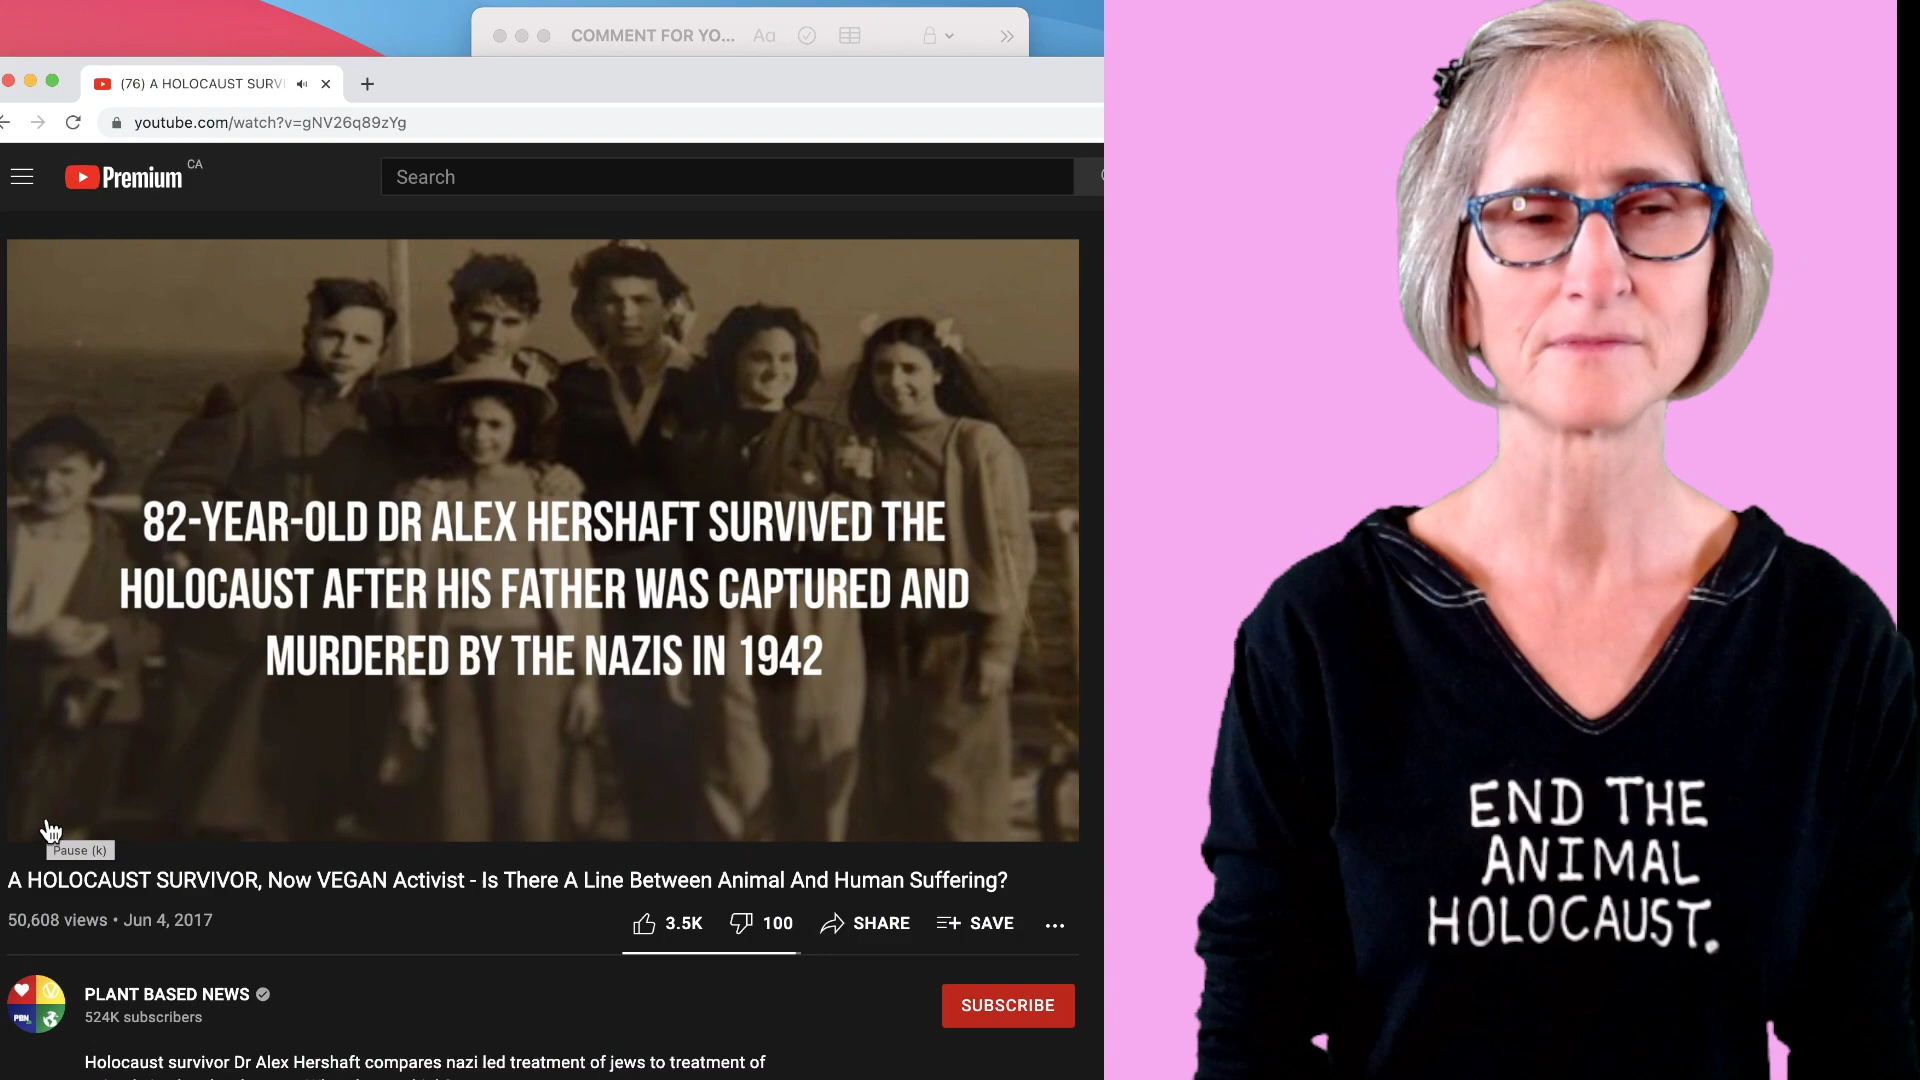 COMMENT FOR YO...
Aa
(76) A HOLOCAUST SURVI
youtube.com/watch?v=gNV26q89zYg
Premium
CA
Search
82-YEAR-OLD DR ALEX HERSHAFT SURVIVED THE
HOLOCAUST AFTER HIS FATHER WAS CAPTURED AND
MURDERED BY THE NAZIS IN 1942
Pause (k)
A HOLOCAUST SURVIVOR, Now VEGAN Activist - Is There A Line Between Animal And Human Suffering?
50,608 views • Jun 4, 2017
3.5K
100
SHARE
SAVE
PBN
PLANT BASED NEWS
524K subscribers
SUBSCRIBE
Holocaust survivor Dr Alex Hershaft compares nazi led treatment of jews to treatment of
END THE
ANIMAL
HOLOCAUST.